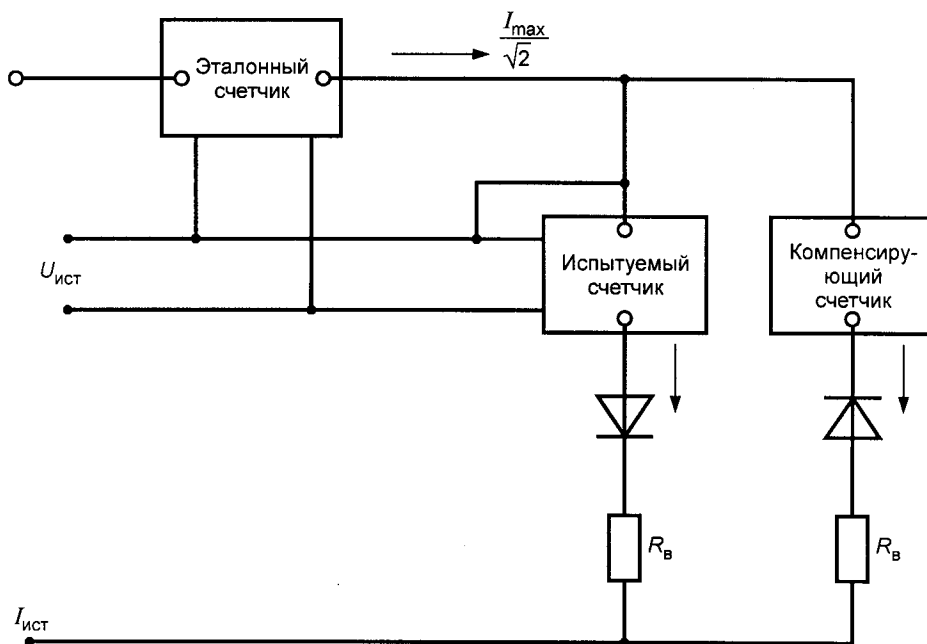 Эталонный
счетчик
I_max
√2
U_ист
Испытуемый
счетчик
Компенсиру-
ющий
счетчик
R_в
R_в
I_ист